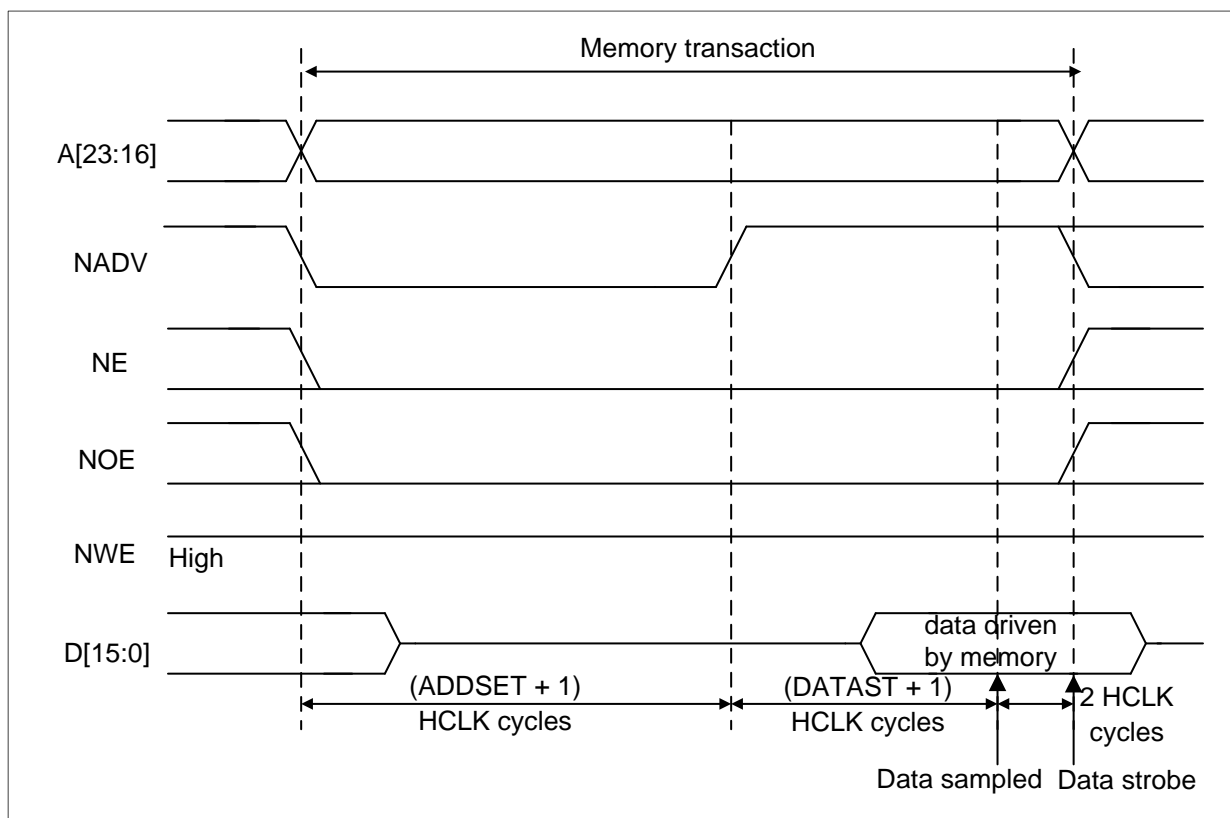 Memory transaction
A[23:16]
NADV
NE
NOE
NWE
High
D[15:0]
data driven
by memory
(ADDSET + 1)
HCLK cycles
(DATAST + 1)
HCLK cycles
2 HCLK
cycles
Data sampled
Data strobe